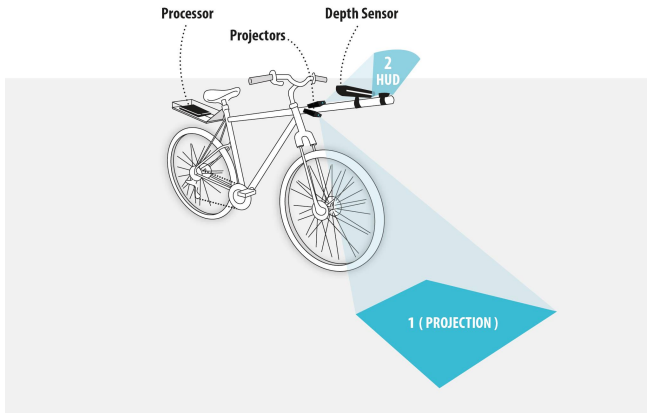 Processor
Projectors
Depth Sensor
2
HUD
1 ( PROJECTION )